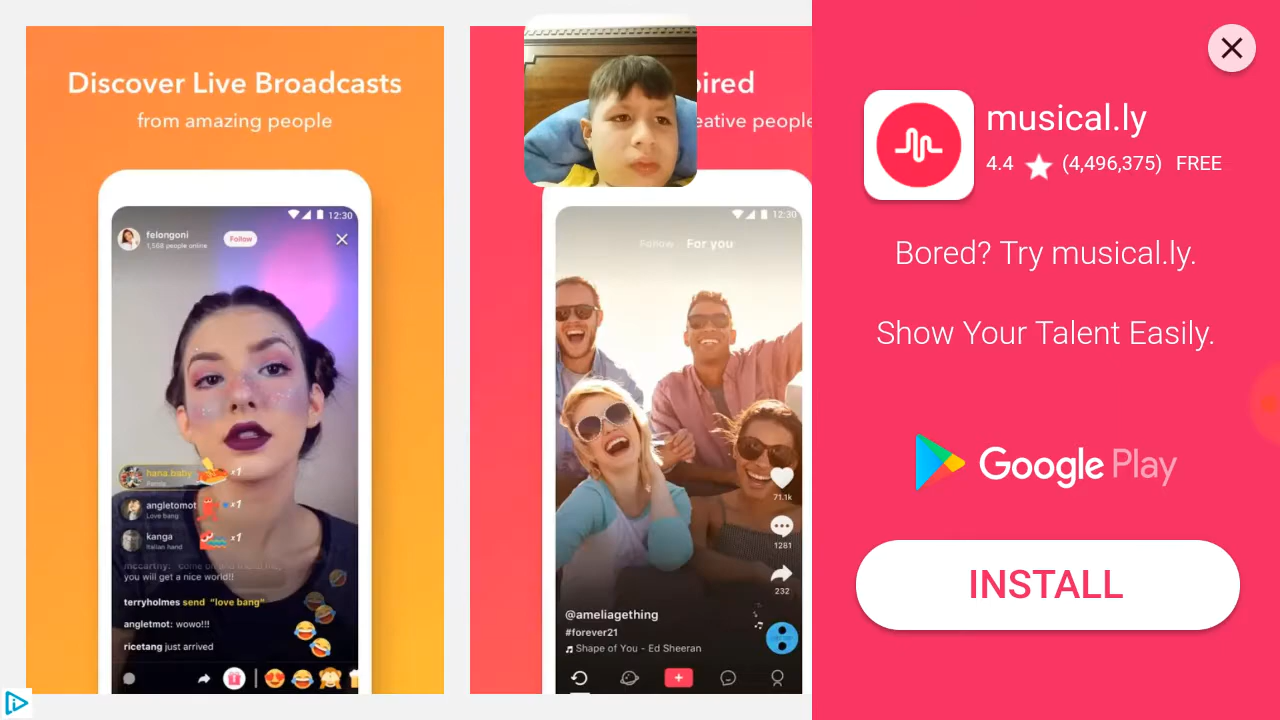 Discover Live Broadcasts
from amazing people
12:30
felongoni
1,568 people online
Follow
hana.baby
Family
x1
angletomot
Love bang
x1
kanga
Italian hand
x1
you will get a nice world!!
terryholmes send "love bang"
angletmot: wowo!!!
ricetang just arrived
12:30
Follow For you
71.1k
1281
232
@ameliagething
#forever21
Shape of You - Ed Sheeran
musical.ly
4.4 (4,496,375) FREE
Bored? Try musical.ly.
Show Your Talent Easily.
Google Play
INSTALL